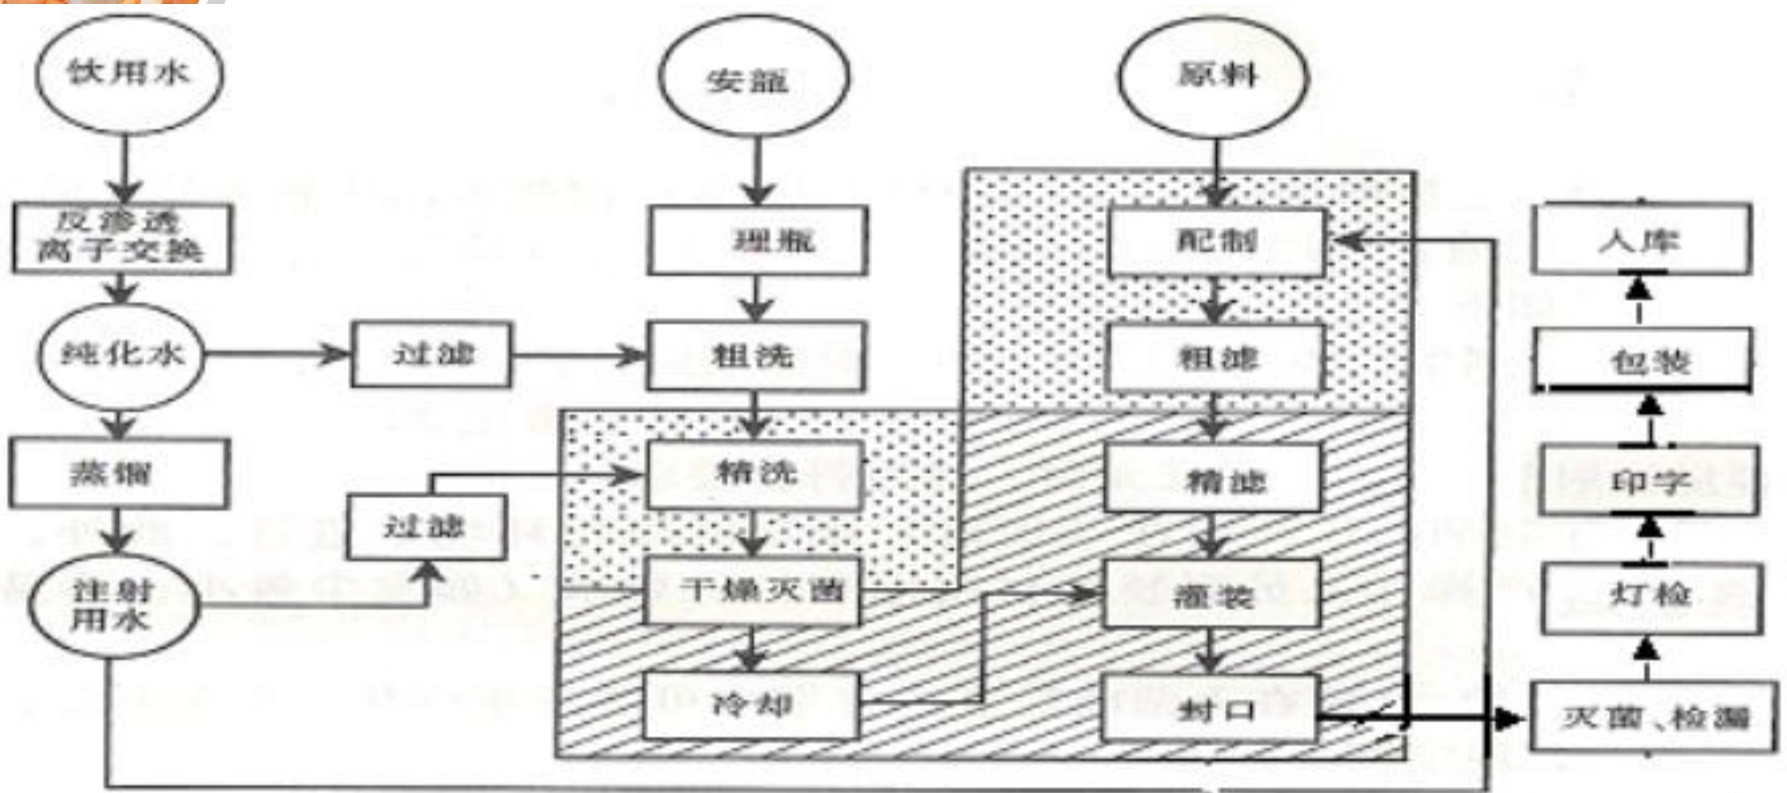 饮用水
安瓿
原料
反渗透
离子交换
理瓶
配制
入库
纯化水
过滤
粗洗
粗滤
包装
蒸馏
过滤
精洗
精滤
印字
注射
用水
干燥灭菌
灌装
灯检
冷却
封口
灭菌、检漏